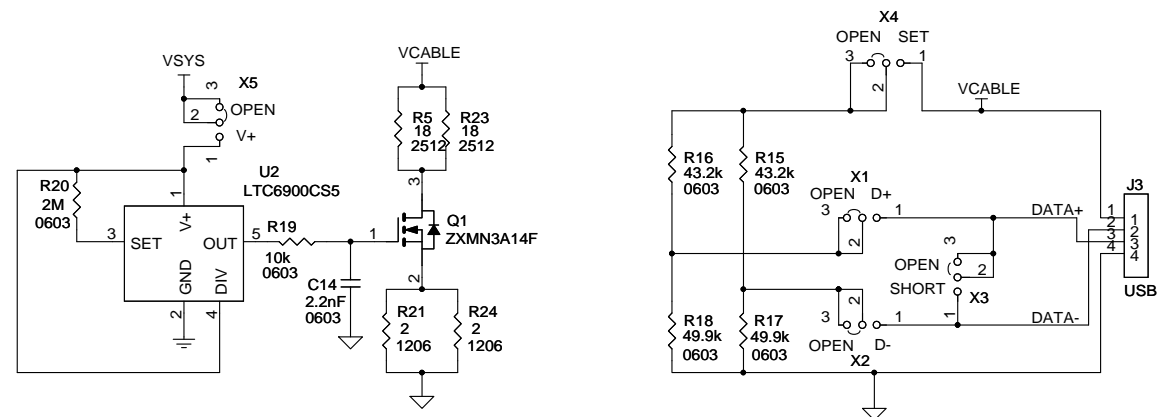 VSYS
3
X5
OPEN
2
V+
1
U2
LTC6900CS5
R20
2M
0603
1
V+
3
SET
OUT
5
GND
DIV
2
4
R19
10k
0603
C14
2.2nF
0603
VCABLE
R5
18
2512
R23
18
2512
3
1
Q1
ZXMN3A14F
2
R21
2
1206
R24
2
1206
X4
OPEN SET
3
1
2
VCABLE
R16
43.2k
0603
R15
43.2k
0603
X1
OPEN D+
3
1
2
DATA+
J3
1
2
3
4
1
2
3
4
USB
3
OPEN
2
SHORT
X3
1
R18
49.9k
0603
R17
49.9k
0603
2
3
1
OPEN D-
X2
DATA-